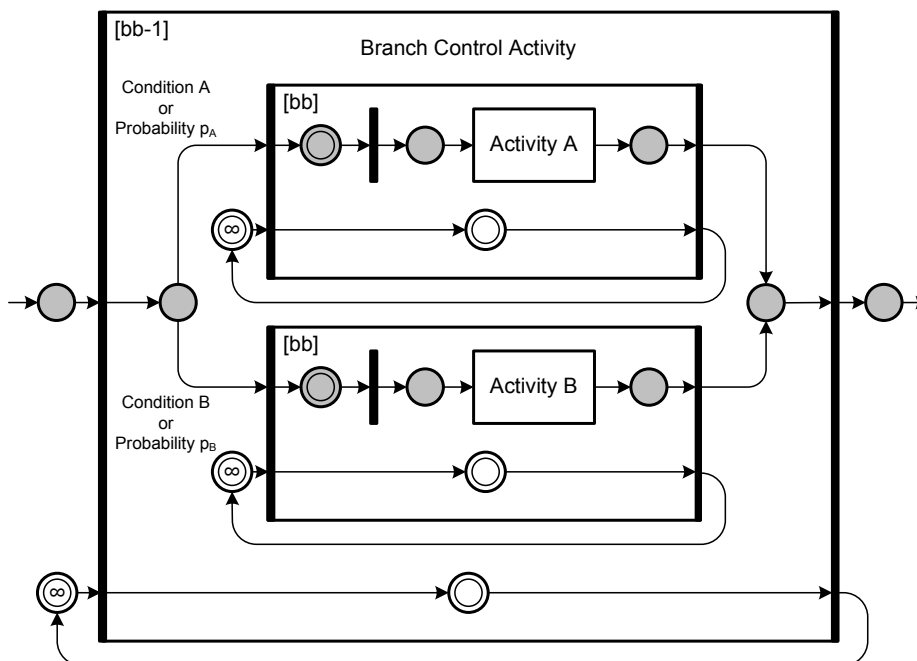 [bb-1]
Branch Control Activity
Condition A
or
Probability pA
[bb]
Activity A
∞
[bb]
Activity B
Condition B
or
Probability pB
∞
∞